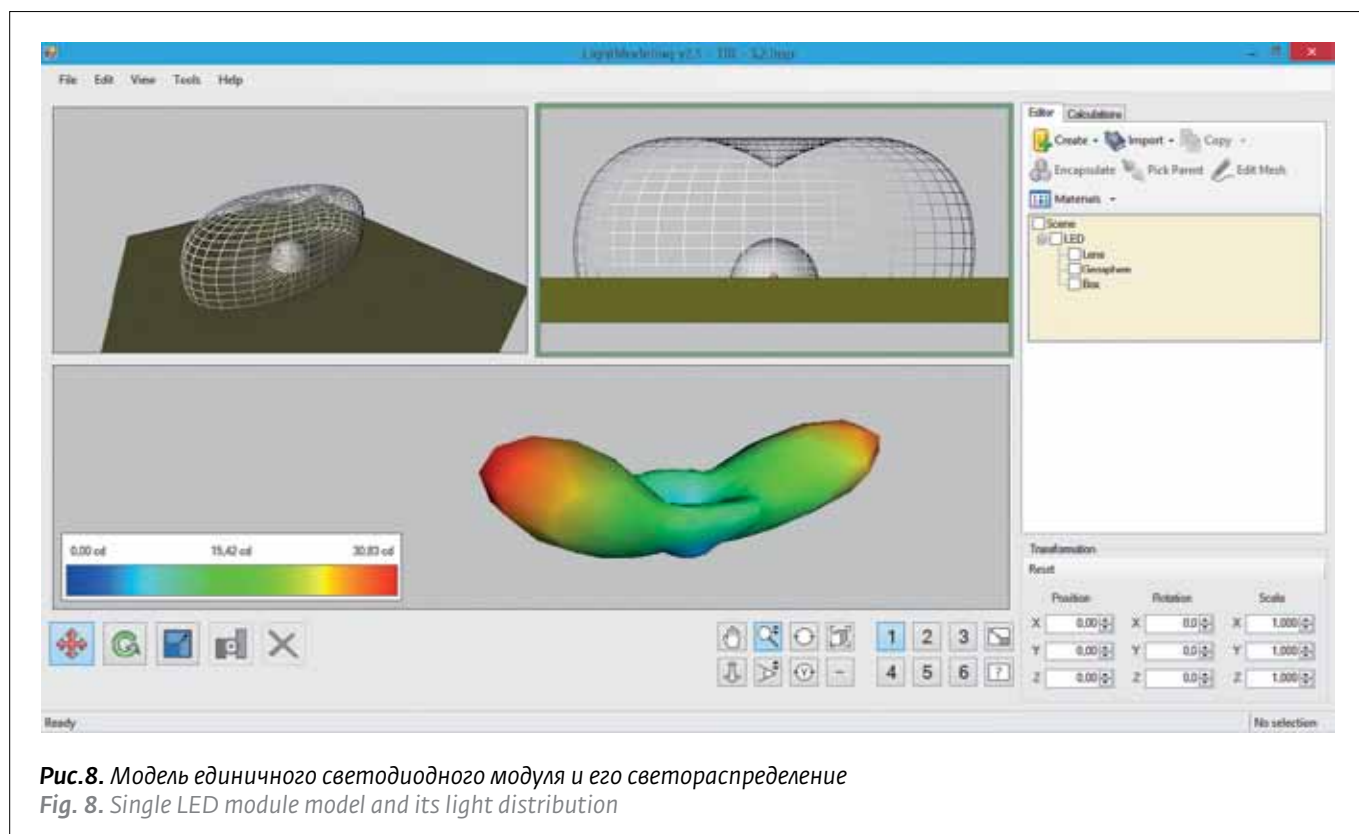 File Edit View Tools Help
Editor Calculations
Create Import Copy
Encapsulate Pick Parent Edit Mesh
Materials
Scene
LED
Lens
Geosphere
Box
0,00 cd 15,42 cd 30,83 cd
Transformation
Reset
Position Rotation Scale
X 0,00 X 0,0 X 1,000
Y 0,00 Y 0,0 Y 1,000
Z 0,00 Z 0,0 Z 1,000
1 2 3
4 5 6 ?
Ready No selection
Рис.8. Модель единичного светодиодного модуля и его светораспределение
Fig. 8. Single LED module model and its light distribution